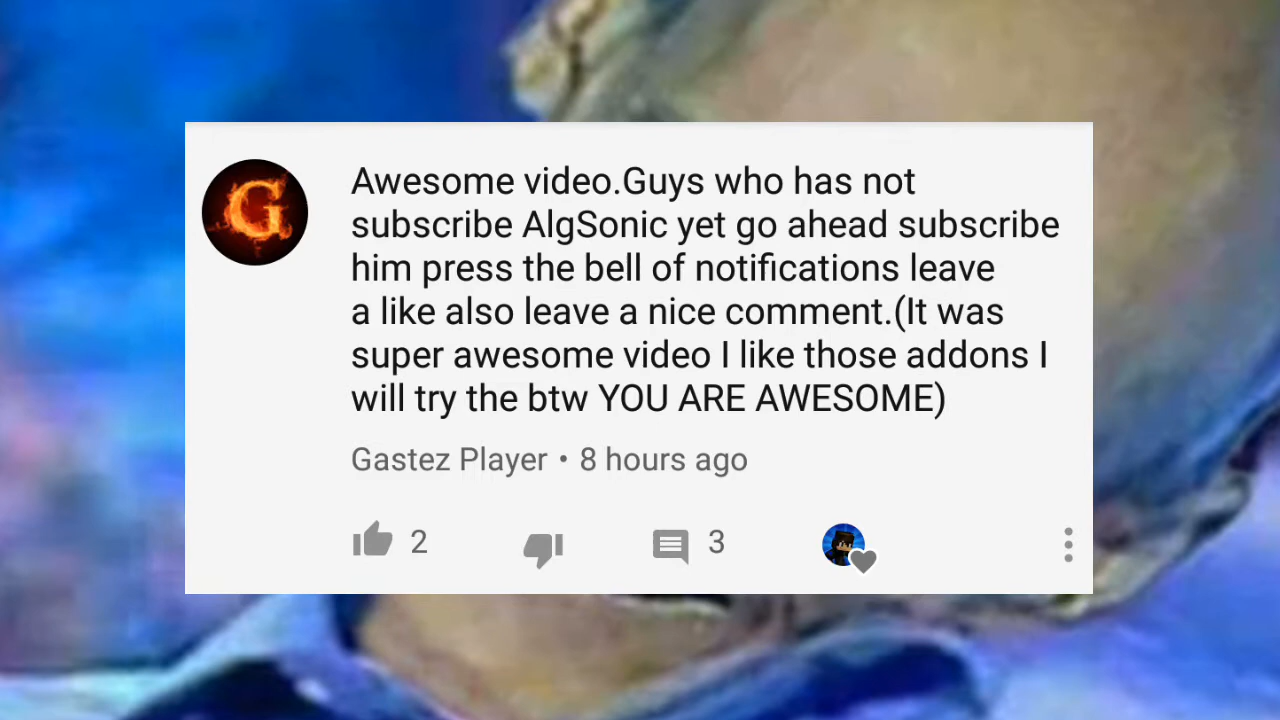 G
Awesome video.Guys who has not
subscribe AlgSonic yet go ahead subscribe
him press the bell of notifications leave
a like also leave a nice comment.(It was
super awesome video I like those addons I
will try the btw YOU ARE AWESOME)
Gastez Player • 8 hours ago
2
3